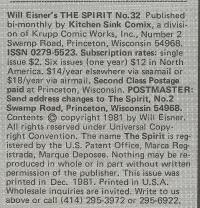 Will Eisner's THE SPIRIT No.32 Published
bi-monthly by Kitchen Sink Comix, a divi-
sion of Krupp Comic Works, Inc., Number 2
Swamp Road, Princeton, Wisconsin 54968.
ISSN 0279-5523. Subscription rates: single
issue $2. Six issues (one year) $12 in North
America, $14/year elsewhere via seamail or
$18/year via airmail. Second Class Postage
paid at Princeton, Wisconsin. POSTMASTER:
Send address changes to The Spirit, No.2
Swamp Road, Princeton, Wisconsin 54968.
Contents © copyright 1981 by Will Eisner.
All rights reserved under Universal Copy-
right Convention. The name The Spirit is reg-
istered by the U.S. Patent Office, Marca Reg
istrada, Marque Deposee. Nothing may be re-
produced in whole or in part without written
permission of the publisher. This issue was
printed in Dec. 1981. Printed in U.S.A.
Wholesale inquiries are invited. Write to us
above or call (414) 295-3972 or 295-6922.